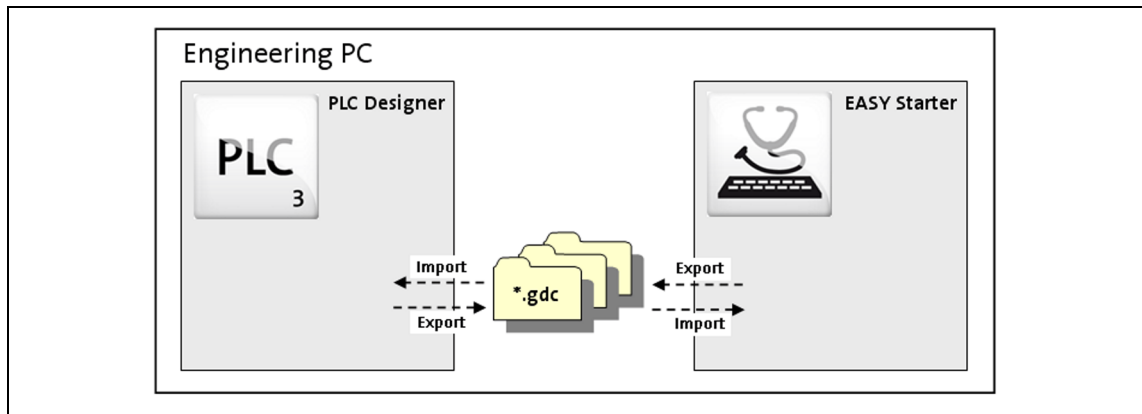 Engineering PC
PLC Designer
PLC
3
Import
*.gdc
Export
EASY Starter
Export
Import